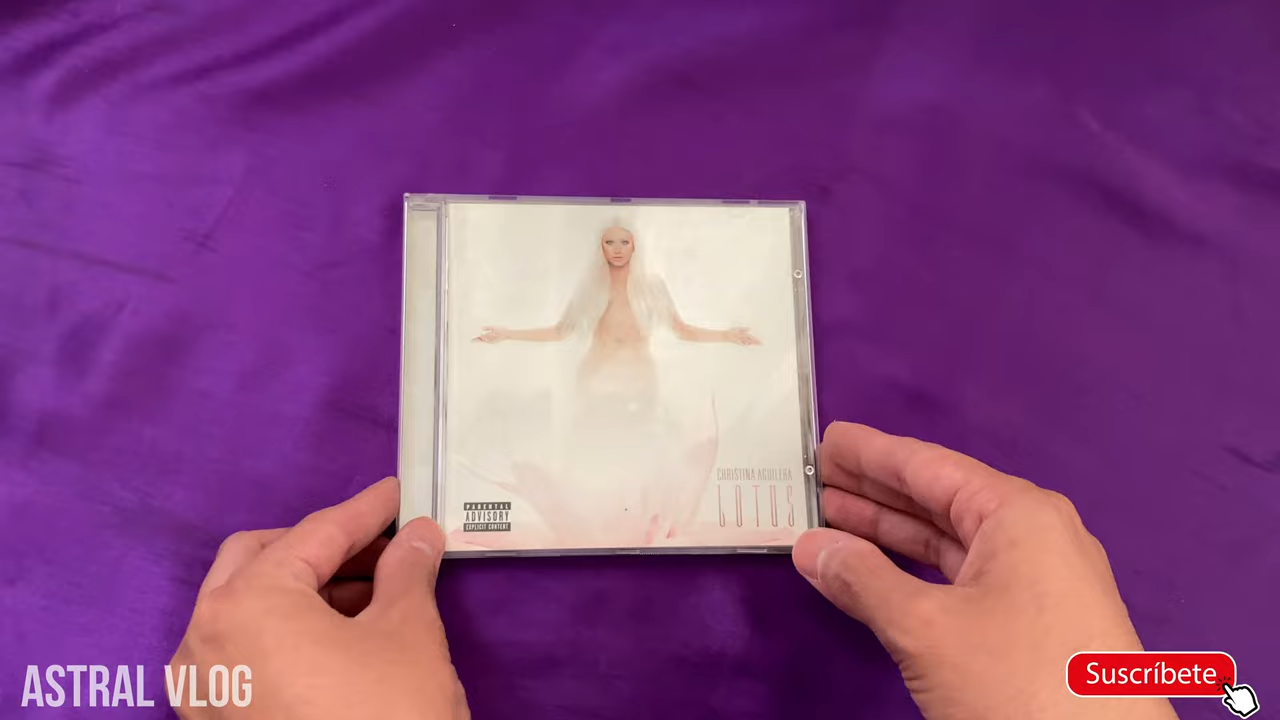 CHRISTINA AGUILERA
LOTUS
PARENTAL
ADVISORY
EXPLICIT CONTENT
ASTRAL VLOG
Suscríbete